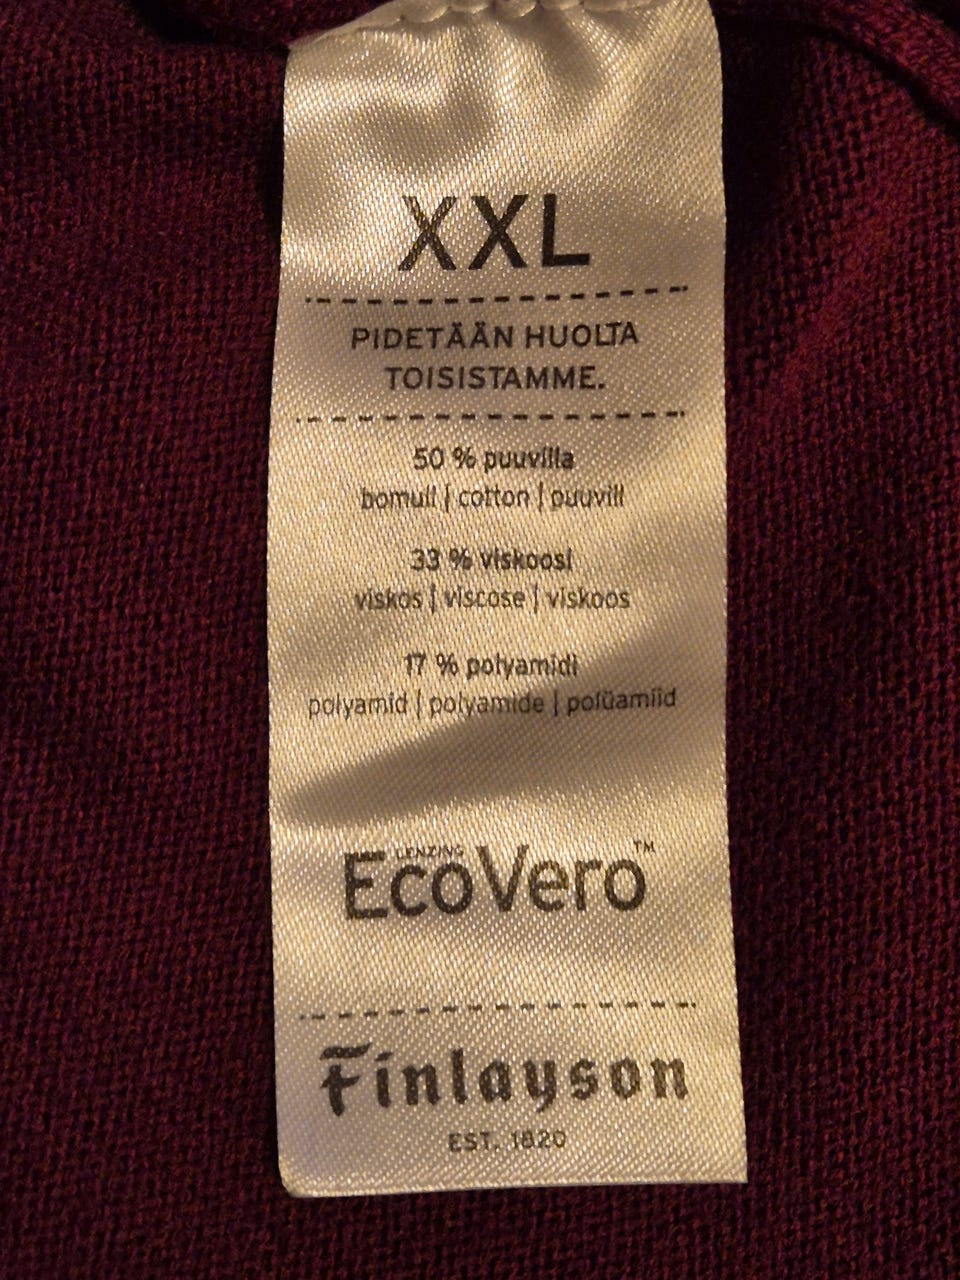 XXL
PIDETÄÄN HUOLTA
TOISISTAMME.
50 % puuvilla
bomull | cotton | puuvill
33 % viskoosi
viskos | viscose | viskoos
17 % polyamidi
polyamid | polyamide | polüamiid
LENZING
EcoVero™
Finlayson
EST. 1820